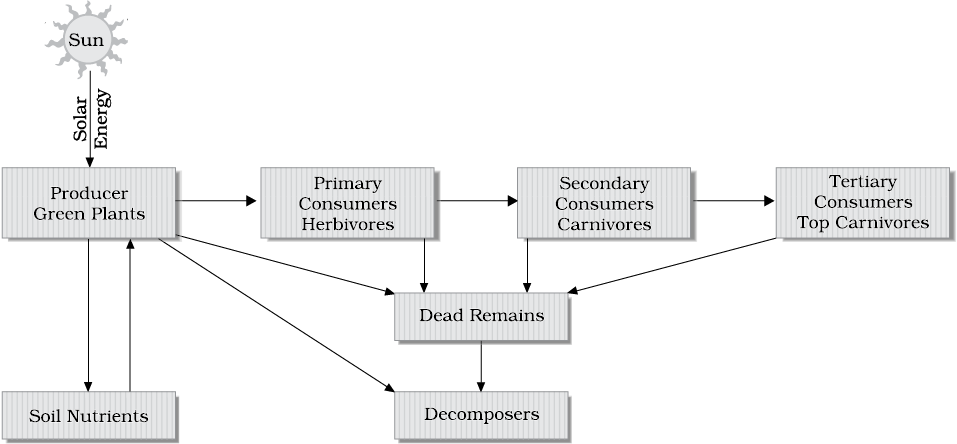 Sun
Solar
Energy
Producer
Green Plants
Primary
Consumers
Herbivores
Secondary
Consumers
Carnivores
Tertiary
Consumers
Top Carnivores
Dead Remains
Soil Nutrients
Decomposers